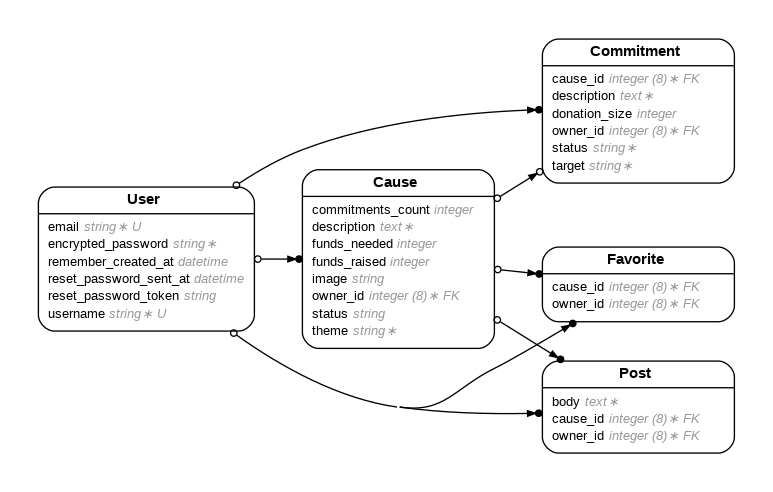 User
email string∗ U
encrypted_password string∗
remember_created_at datetime
reset_password_sent_at datetime
reset_password_token string
username string∗ U
Cause
commitments_count integer
description text∗
funds_needed integer
funds_raised integer
image string
owner_id integer (8)∗ FK
status string
theme string∗
Commitment
cause_id integer (8)∗ FK
description text∗
donation_size integer
owner_id integer (8)∗ FK
status string∗
target string∗
Favorite
cause_id integer (8)∗ FK
owner_id integer (8)∗ FK
Post
body text∗
cause_id integer (8)∗ FK
owner_id integer (8)∗ FK